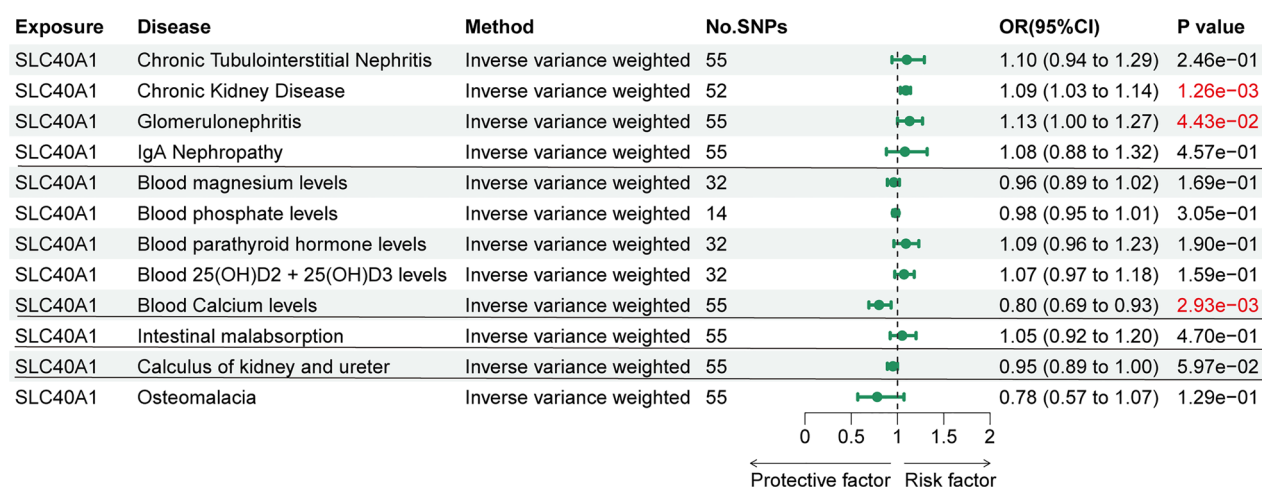 Exposure Disease Method No.SNPs OR(95%CI) P value
SLC40A1 Chronic Tubulointerstitial Nephritis Inverse variance weighted 55 1.10 (0.94 to 1.29) 2.46e−01
SLC40A1 Chronic Kidney Disease Inverse variance weighted 52 1.09 (1.03 to 1.14) 1.26e−03
SLC40A1 Glomerulonephritis Inverse variance weighted 55 1.13 (1.00 to 1.27) 4.43e−02
SLC40A1 IgA Nephropathy Inverse variance weighted 55 1.08 (0.88 to 1.32) 4.57e−01
SLC40A1 Blood magnesium levels Inverse variance weighted 32 0.96 (0.89 to 1.02) 1.69e−01
SLC40A1 Blood phosphate levels Inverse variance weighted 14 0.98 (0.95 to 1.01) 3.05e−01
SLC40A1 Blood parathyroid hormone levels Inverse variance weighted 32 1.09 (0.96 to 1.23) 1.90e−01
SLC40A1 Blood 25(OH)D2 + 25(OH)D3 levels Inverse variance weighted 32 1.07 (0.97 to 1.18) 1.59e−01
SLC40A1 Blood Calcium levels Inverse variance weighted 55 0.80 (0.69 to 0.93) 2.93e−03
SLC40A1 Intestinal malabsorption Inverse variance weighted 55 1.05 (0.92 to 1.20) 4.70e−01
SLC40A1 Calculus of kidney and ureter Inverse variance weighted 55 0.95 (0.89 to 1.00) 5.97e−02
SLC40A1 Osteomalacia Inverse variance weighted 55 0.78 (0.57 to 1.07) 1.29e−01
0 0.5 1 1.5 2
Protective factor Risk factor